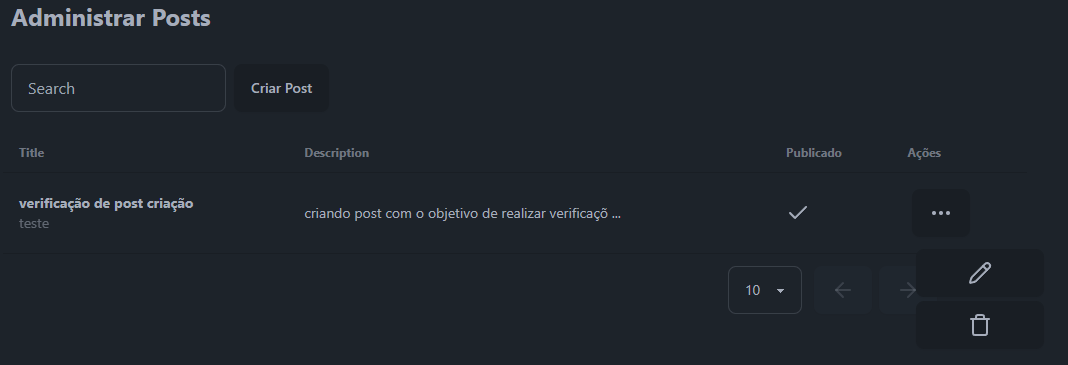 Administrar Posts
Search
Criar Post
Title Description Publicado Ações
verificação de post criação
teste
criando post com o objetivo de realizar verificaçõ ...
10